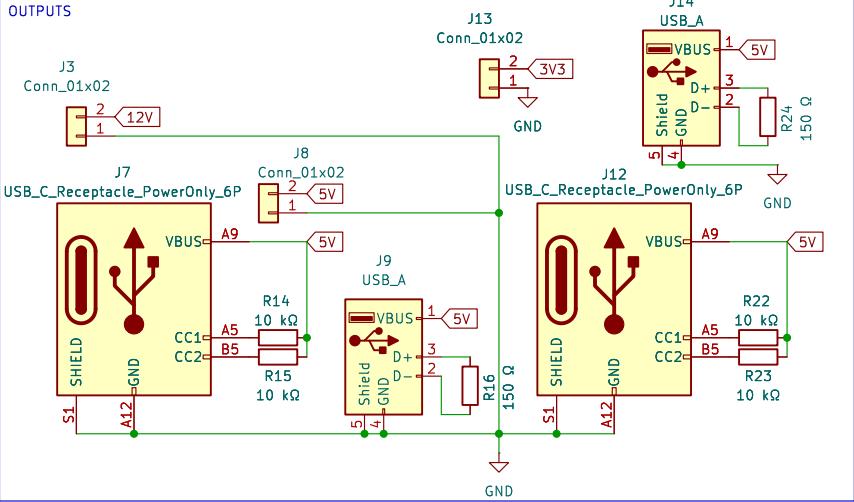 OUTPUTS
J3
Conn_01x02
2
1
12V
J13
Conn_01x02
2
1
3V3
GND
J14
USB_A
VBUS
1
5V
D+
3
D-
2
Shield
GND
5
4
R24
150 Ω
GND
J7
USB_C_Receptacle_PowerOnly_6P
VBUS
A9
5V
CC1
A5
CC2
B5
SHIELD
GND
S1
A12
R14
10 kΩ
R15
10 kΩ
J8
Conn_01x02
2
1
5V
J9
USB_A
VBUS
1
5V
D+
3
D-
2
Shield
GND
5
4
R16
150 Ω
GND
J12
USB_C_Receptacle_PowerOnly_6P
VBUS
A9
5V
CC1
A5
CC2
B5
SHIELD
GND
S1
A12
R22
10 kΩ
R23
10 kΩ